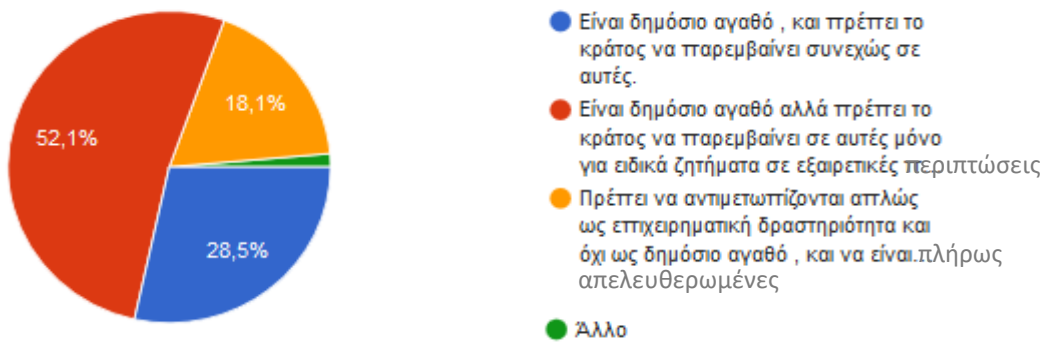 52,1%
18,1%
28,5%
Είναι δημόσιο αγαθό , και πρέπει το
κράτος να παρεμβαίνει συνεχώς σε
αυτές.
Είναι δημόσιο αγαθό αλλά πρέπει το
κράτος να παρεμβαίνει σε αυτές μόνο
για ειδικά ζητήματα σε εξαιρετικές περιπτώσεις
Πρέπει να αντιμετωπίζονται απλώς
ως επιχειρηματική δραστηριότητα και
όχι ως δημόσιο αγαθό , και να είναι.πλήρως
απελευθερωμένες
Άλλο